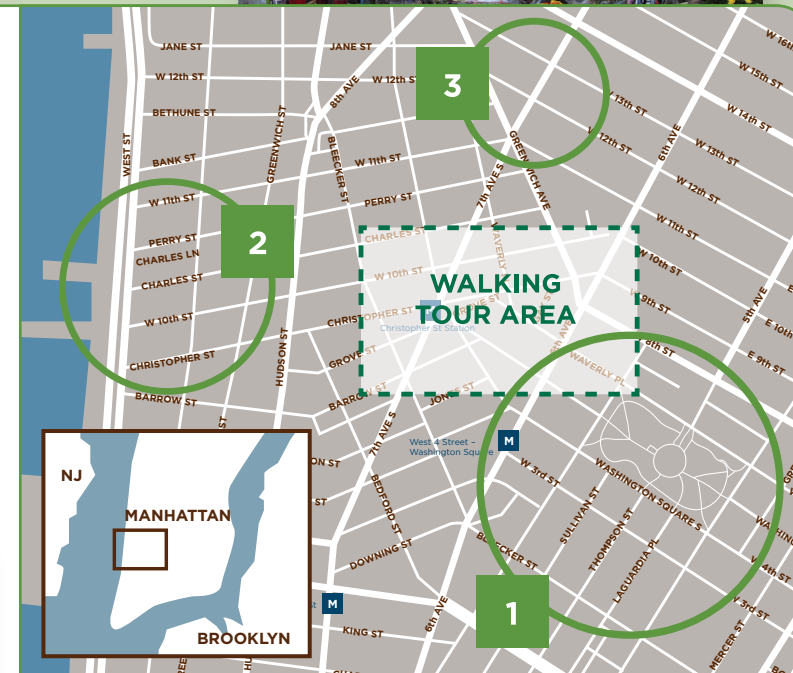 JANE ST
JANE ST
W 12th ST
W 12th ST
BETHUNE ST
8th AVE
3
W 16th
W 15th ST
W 14th ST
W 13th ST
W 13th ST
W 12th ST
W 12th ST
6th AVE
WEST ST
BANK ST
GREENWICH ST
BLEECKER ST
W 11th ST
W 11th ST
W 11th ST
PERRY ST
PERRY ST
7th AVE S
GREENWICH AVE
2
CHARLES LN
CHARLES ST
CHARLES ST
WAVERLY
W 10th ST
W 10th ST
W 10th ST
WALKING
TOUR AREA
CHRISTOPHER ST
CHRISTOPHER ST
GROVE ST
Christopher St Station
GROVE ST
W 9th ST
8th ST
5th AVE
E 10th
E 9th ST
WAVERLY PL
HUDSON ST
BARROW ST
BARROW ST
JONES ST
7th AVE S
West 4 Street –
Washington Square
M
W 3rd ST
WASHINGTON SQUARE S
SULLIVAN ST
THOMPSON ST
LAGUARDIA PL
BEDFORD ST
DOWNING ST
W 4th ST
W 3rd ST
MERCER ST
1
6th AVE
KING ST
M
NJ
MANHATTAN
BROOKLYN